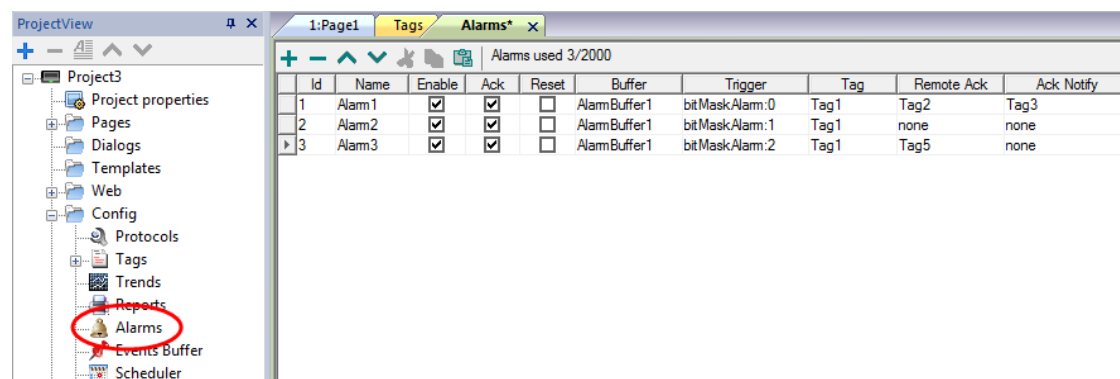 ProjectView
Project3
Project properties
Pages
Dialogs
Templates
Web
Config
Protocols
Tags
Trends
Reports
Alarms
Events Buffer
Scheduler
1:Page1 Tags Alarms*
Alarms used 3/2000
Id Name Enable Ack Reset Buffer Trigger Tag Remote Ack Ack Notify
1 Alarm1 AlarmBuffer1 bitMaskAlarm:0 Tag1 Tag2 Tag3
2 Alarm2 AlarmBuffer1 bitMaskAlarm:1 Tag1 none none
3 Alarm3 AlarmBuffer1 bitMaskAlarm:2 Tag1 Tag5 none